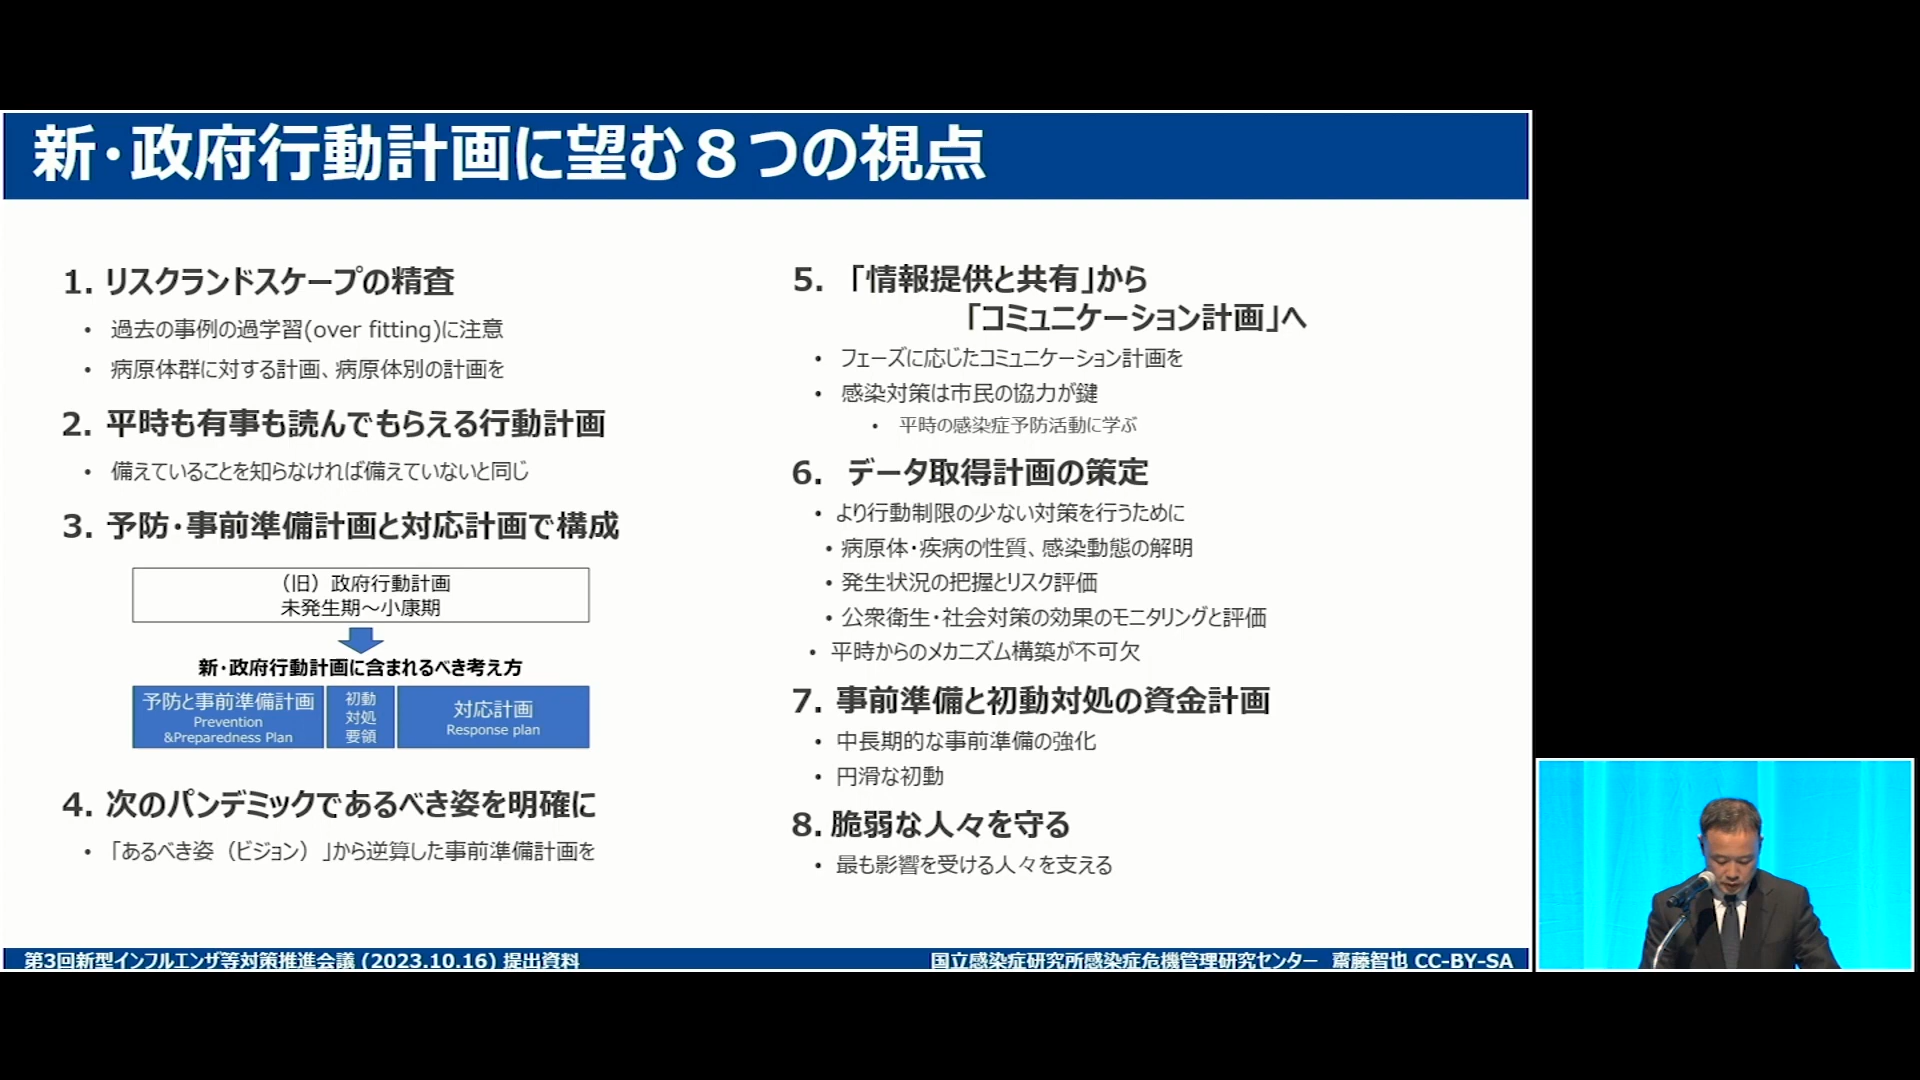 新・政府行動計画に望む８つの視点
1. リスクランドスケープの精査
• 過去の事例の過学習(over fitting)に注意
• 病原体群に対する計画、病原体別の計画を
2. 平時も有事も読んでもらえる行動計画
• 備えていることを知らなければ備えていないと同じ
3. 予防・事前準備計画と対応計画で構成
（旧）政府行動計画
未発生期～小康期
新・政府行動計画に含まれるべき考え方
予防と事前準備計画
Prevention
&Preparedness Plan
初動
対処
要領
対応計画
Response plan
4. 次のパンデミックであるべき姿を明確に
• 「あるべき姿（ビジョン）」から逆算した事前準備計画を
5. 「情報提供と共有」から
「コミュニケーション計画」へ
• フェーズに応じたコミュニケーション計画を
• 感染対策は市民の協力が鍵
• 平時の感染症予防活動に学ぶ
6. データ取得計画の策定
• より行動制限の少ない対策を行うために
• 病原体・疾病の性質、感染動態の解明
• 発生状況の把握とリスク評価
• 公衆衛生・社会対策の効果のモニタリングと評価
• 平時からのメカニズム構築が不可欠
7. 事前準備と初動対処の資金計画
• 中長期的な事前準備の強化
• 円滑な初動
8. 脆弱な人々を守る
• 最も影響を受ける人々を支える
第3回新型インフルエンザ等対策推進会議 (2023.10.16) 提出資料
国立感染症研究所感染症危機管理研究センター 齋藤智也 CC-BY-SA